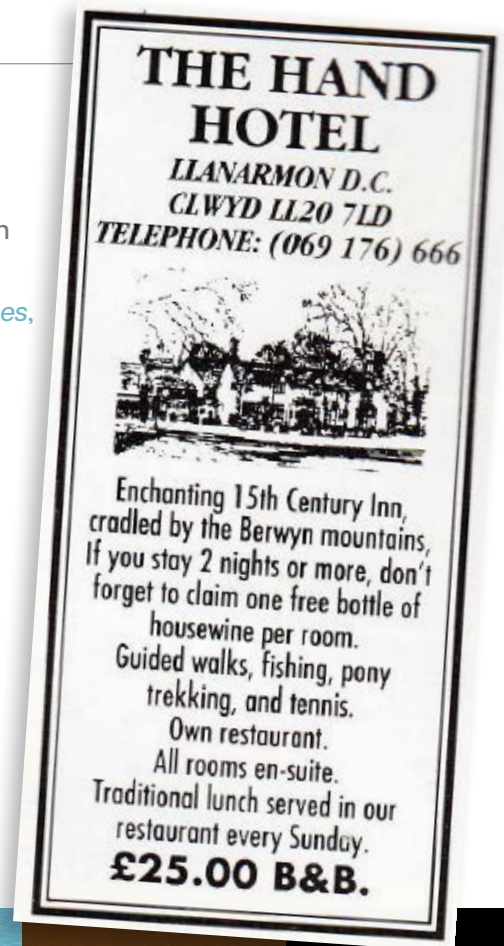 THE HAND
HOTEL
LLANARMON D.C.
CLWYD LL20 7LD
TELEPHONE: (069 176) 666
Enchanting 15th Century Inn,
cradled by the Berwyn mountains,
If you stay 2 nights or more, don't
forget to claim one free bottle of
housewine per room.
Guided walks, fishing, pony
trekking, and tennis.
Own restaurant.
All rooms en-suite.
Traditional lunch served in our
restaurant every Sunday.
£25.00 B&B.